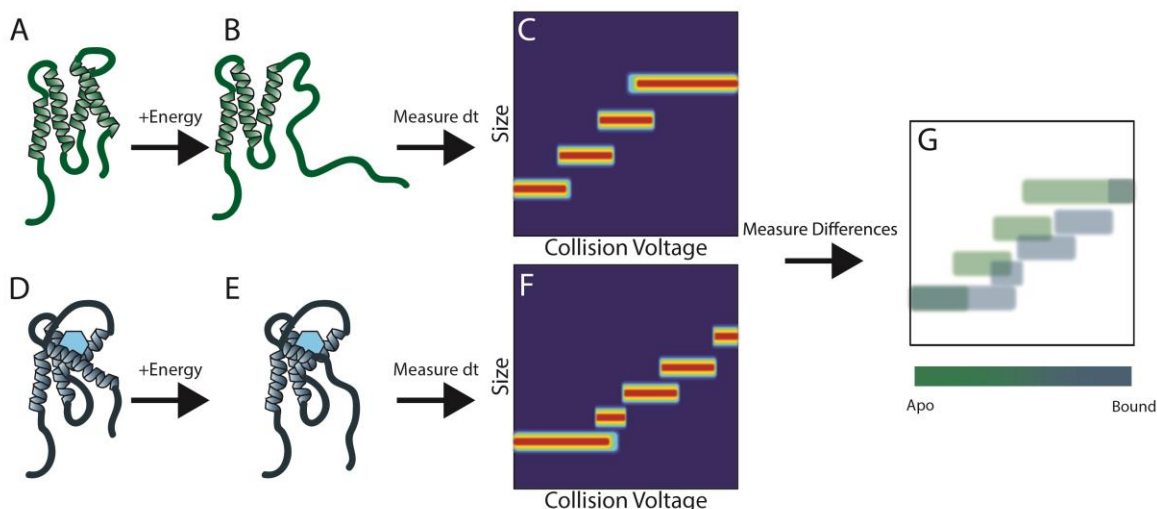 A
B
+Energy
Measure dt
C
Size
Collision Voltage
Measure Differences
G
D
E
+Energy
Measure dt
F
Size
Collision Voltage
Apo
Bound